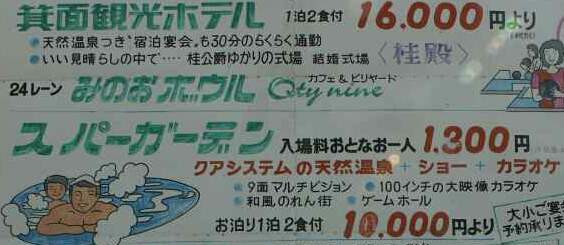 箕面観光ホテル 1泊2食付 16.000円より
●天然温泉つき"宿泊宴会"も30分のらくらく通勤
●いい見晴らしの中で‥‥桂公爵ゆかりの式場 結婚式場〈桂殿〉
カフェ&ビリヤード
24レーン みのおボウル Qty nine
スパーガーデン 入場料おとなお一人 1.300円
クアシステムの天然温泉+ショー+カラオケ
●9面マルチビジョン ●100インチの大映像カラオケ
●和風のれん街 ●ゲームホール
お泊り1泊2食付 10,000円より
大小ご宴会
予約承りま